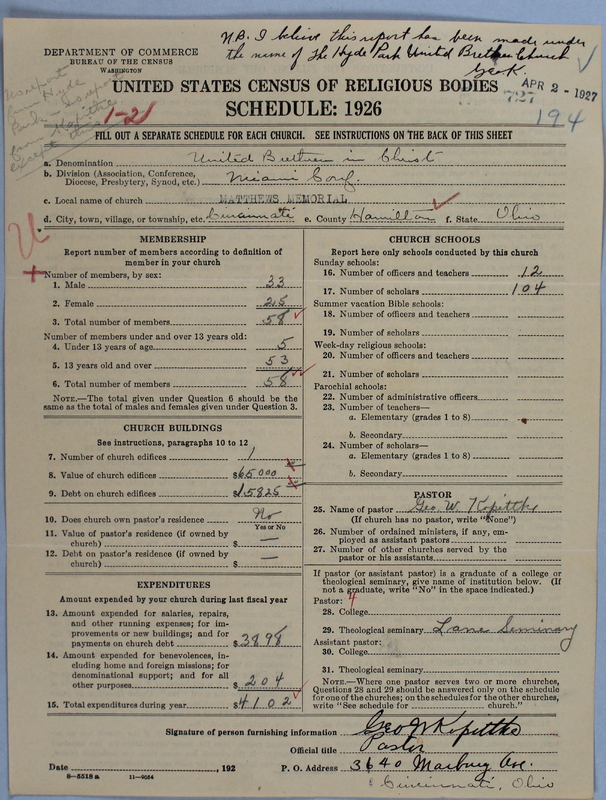 N.B. I believe this report has been made under
the name of The Hyde Park United Brethren Church
Geo K.
DEPARTMENT OF COMMERCE
BUREAU OF THE CENSUS
WASHINGTON
UNITED STATES CENSUS OF RELIGIOUS BODIES
APR 2 - 1927
SCHEDULE: 1926
727
194
1-21
FILL OUT A SEPARATE SCHEDULE FOR EACH CHURCH. SEE INSTRUCTIONS ON THE BACK OF THIS SHEET
a. Denomination United Brethren in Christ
b. Division (Association, Conference, Diocese, Presbytery, Synod, etc.) Miami Conf.
c. Local name of church MATTHEWS MEMORIAL
d. City, town, village, or township, etc. Cincinnati e. County Hamilton f. State Ohio
MEMBERSHIP
Report number of members according to definition of
member in your church
Number of members, by sex:
1. Male 33
2. Female 25
3. Total number of members 58
Number of members under and over 13 years old:
4. Under 13 years of age 5
5. 13 years old and over 53
6. Total number of members 58
NOTE.—The total given under Question 6 should be the
same as the total of males and females given under Question 3.
CHURCH BUILDINGS
See instructions, paragraphs 10 to 12
7. Number of church edifices 1
8. Value of church edifices $65000
9. Debt on church edifices $15825
10. Does church own pastor's residence No
Yes or No
11. Value of pastor's residence (if owned by
church) $ —
12. Debt on pastor's residence (if owned by
church) $ —
EXPENDITURES
Amount expended by your church during last fiscal year
13. Amount expended for salaries, repairs,
and other running expenses; for im-
provements or new buildings; and for
payments on church debt $3898
14. Amount expended for benevolences, in-
cluding home and foreign missions; for
denominational support; and for all
other purposes $204
15. Total expenditures during year $4102
CHURCH SCHOOLS
Report here only schools conducted by this church
Sunday schools:
16. Number of officers and teachers 12
17. Number of scholars 104
Summer vacation Bible schools:
18. Number of officers and teachers
19. Number of scholars
Week-day religious schools:
20. Number of officers and teachers
21. Number of scholars
Parochial schools:
22. Number of administrative officers
23. Number of teachers—
a. Elementary (grades 1 to 8)
b. Secondary
24. Number of scholars—
a. Elementary (grades 1 to 8)
b. Secondary
PASTOR
25. Name of pastor Geo. W. Kopittke
(If church has no pastor, write "None")
26. Number of ordained ministers, if any, em-
ployed as assistant pastors
27. Number of other churches served by the
pastor or his assistants
If pastor (or assistant pastor) is a graduate of a college or
theological seminary, give name of institution below. (If
not a graduate, write "No" in the space indicated.)
Pastor: 4
28. College
29. Theological seminary Lane Seminary
Assistant pastor:
30. College
31. Theological seminary
NOTE.—Where one pastor serves two or more churches,
Questions 28 and 29 should be answered only on the schedule
for one of the churches; on the schedules for the other churches,
write "See schedule for church."
Signature of person furnishing information Geo W Kopittke
Official title Pastor
Date , 192 P. O. Address 3640 Marburg Ave.
8-5518 a 11-9054
Cincinnati, Ohio